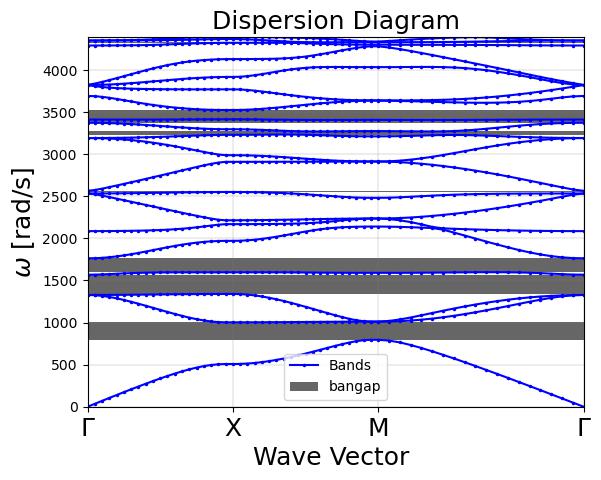 Dispersion Diagram
4000
3500
3000
2500
2000
1500
1000
500
0
ω [rad/s]
Bands
bangap
Γ X M Γ
Wave Vector